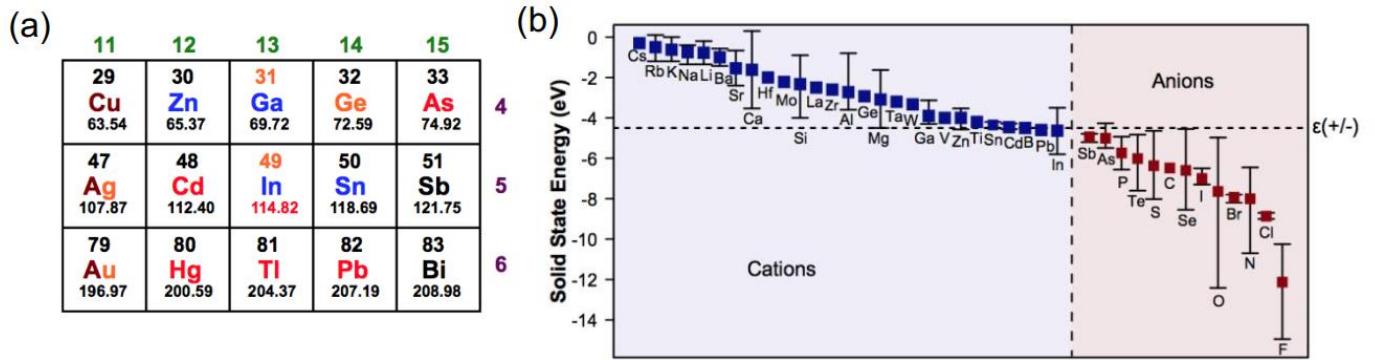 (a)
11 12 13 14 15
29 30 31 32 33
Cu Zn Ga Ge As 4
63.54 65.37 69.72 72.59 74.92
47 48 49 50 51
Ag Cd In Sn Sb 5
107.87 112.40 114.82 118.69 121.75
79 80 81 82 83
Au Hg Tl Pb Bi 6
196.97 200.59 204.37 207.19 208.98
(b)
Solid State Energy (eV)
0
-2
-4
-6
-8
-10
-12
-14
Cs Rb K Na Li Ba Sr Ca Hf Mo Si La Zr Al Ge Mg Ta W Ga V Zn Ti Sn Cd B Pb In
Sb As P Te S C Se I O Br N Cl F
Cations
Anions
ε(+/-)